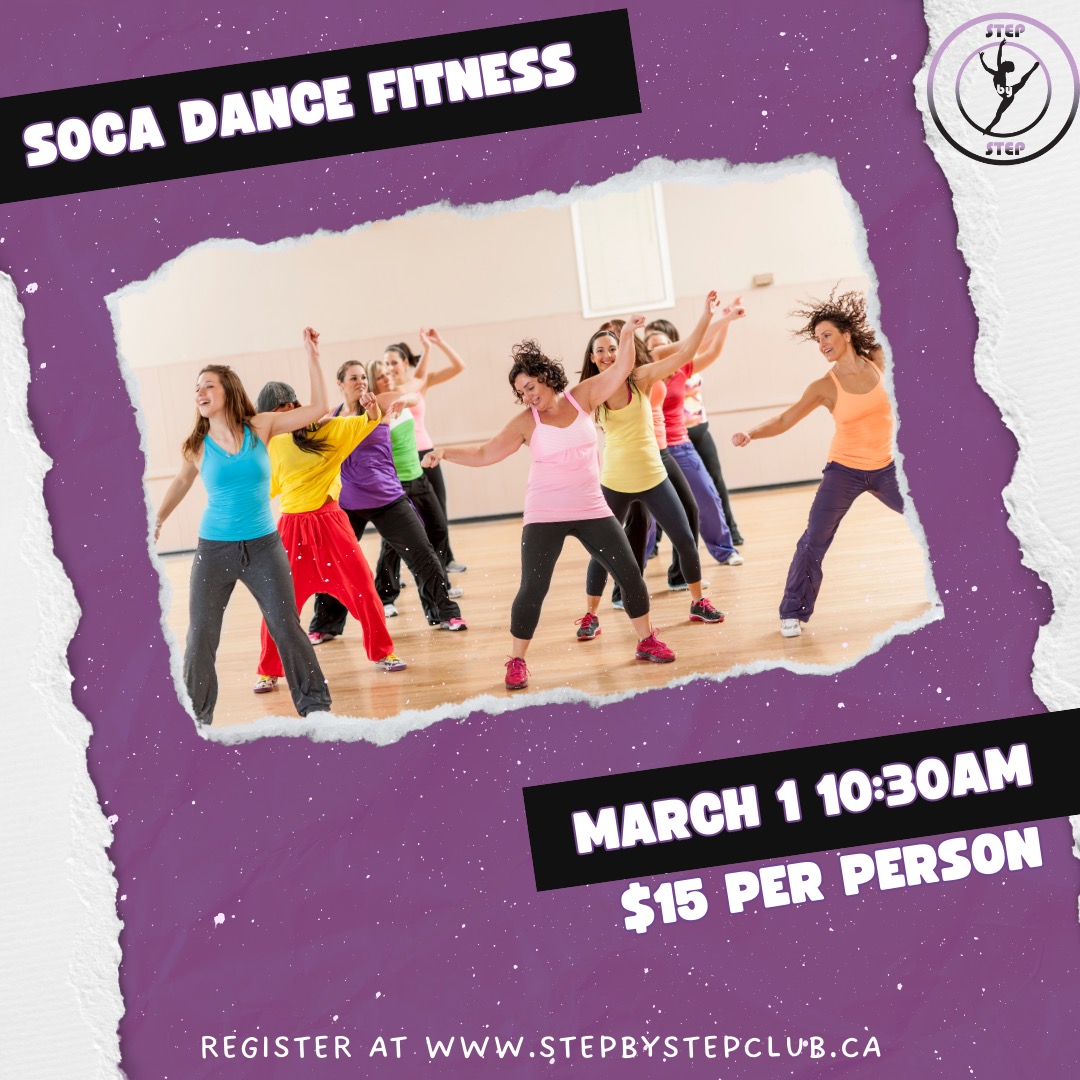 SOCA DANCE FITNESS
STEP
by
STEP
MARCH 1 10:30AM
$15 PER PERSON
REGISTER AT WWW.STEPBYSTEPCLUB.CA